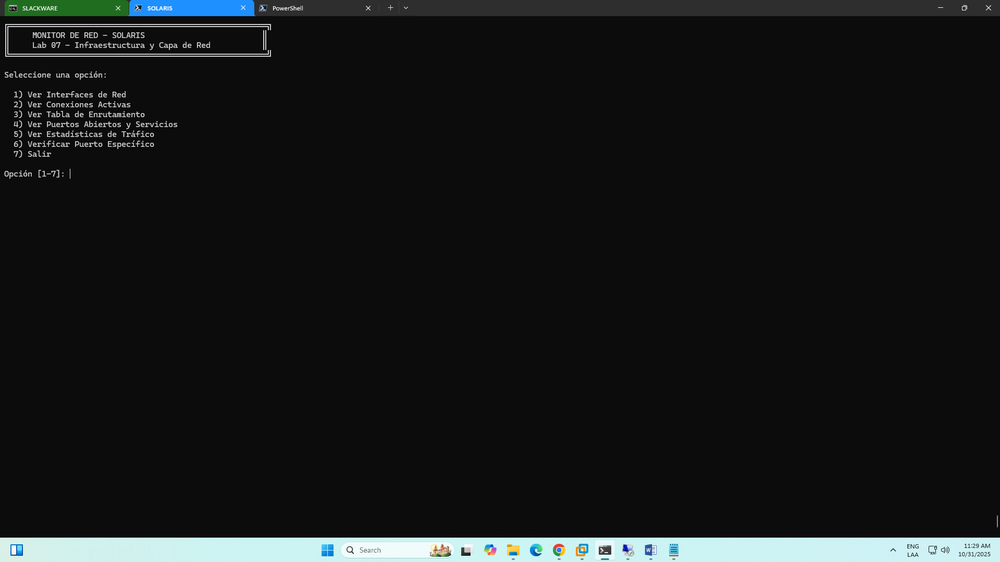 SLACKWARE
SOLARIS
PowerShell
MONITOR DE RED - SOLARIS
Lab 07 - Infraestructura y Capa de Red
Seleccione una opción:
1) Ver Interfaces de Red
2) Ver Conexiones Activas
3) Ver Tabla de Enrutamiento
4) Ver Puertos Abiertos y Servicios
5) Ver Estadísticas de Tráfico
6) Verificar Puerto Específico
7) Salir
Opción [1-7]:
Search
ENG
LAA
11:29 AM
10/31/2025